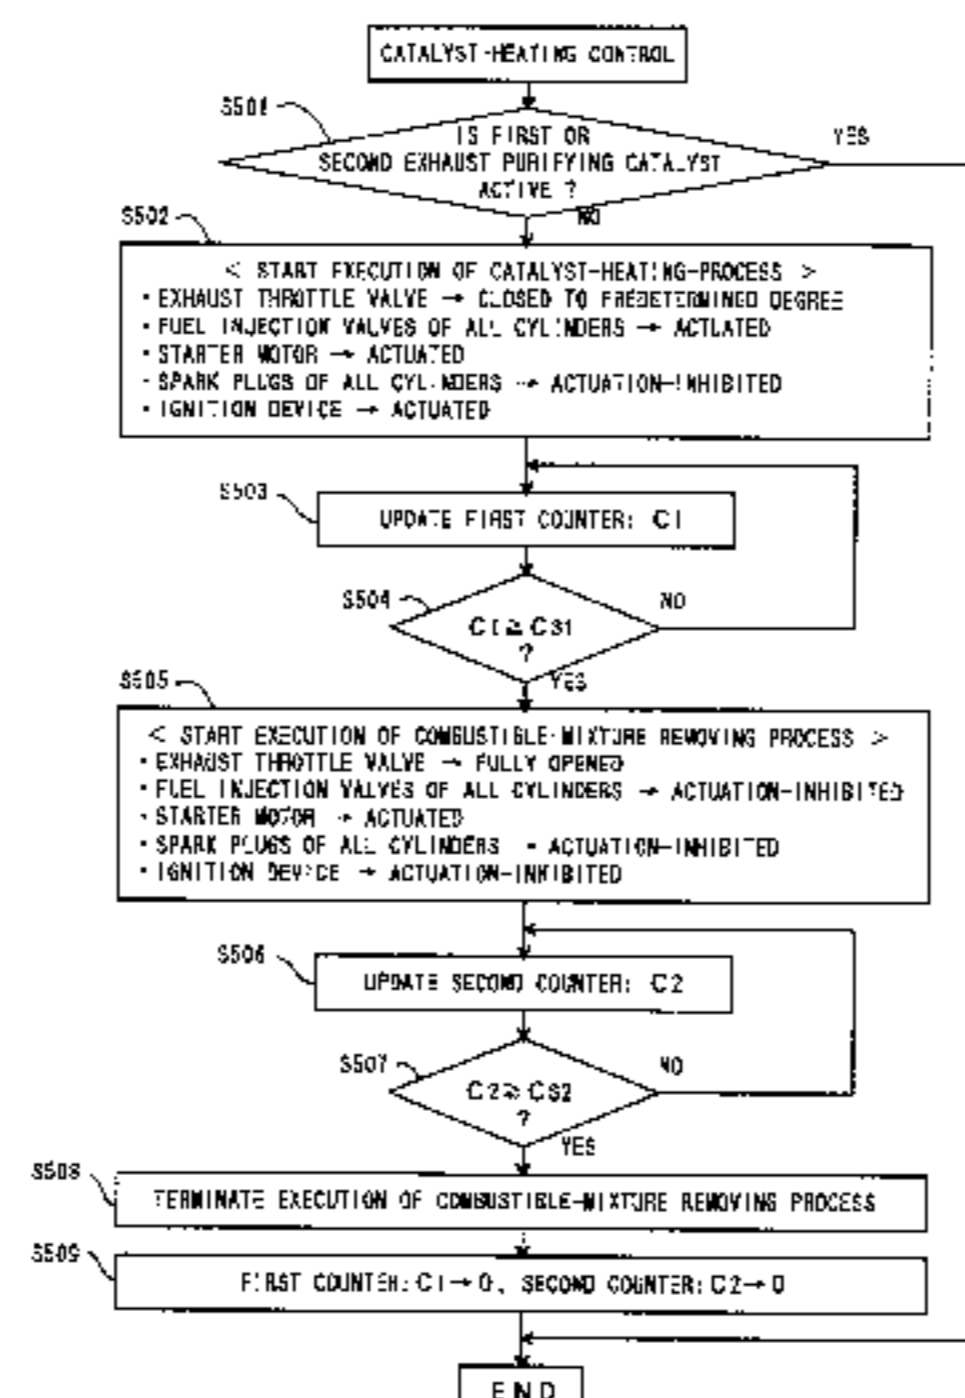 CATALYST-HEATING CONTROL
S501
IS FIRST OR
SECOND EXHAUST PURIFYING CATALYST
ACTIVE ?
YES
NO
S502
< START EXECUTION OF CATALYST-HEATING-PROCESS >
・EXHAUST THROTTLE VALVE → CLOSED TO PREDETERMINED DEGREE
・FUEL INJECTION VALVES OF ALL CYLINDERS → ACTUATED
・STARTER MOTOR → ACTUATED
・SPARK PLUGS OF ALL CYLINDERS → ACTUATION-INHIBITED
・IGNITION DEVICE → ACTUATED
S503
UPDATE FIRST COUNTER: C1
S504
C1 ≧ CS1
?
NO
YES
S505
< START EXECUTION OF COMBUSTIBLE-MIXTURE REMOVING PROCESS >
・EXHAUST THROTTLE VALVE → FULLY OPENED
・FUEL INJECTION VALVES OF ALL CYLINDERS → ACTUATION-INHIBITED
・STARTER MOTOR → ACTUATED
・SPARK PLUGS OF ALL CYLINDERS → ACTUATION-INHIBITED
・IGNITION DEVICE → ACTUATION-INHIBITED
S506
UPDATE SECOND COUNTER: C2
S507
C2 ≧ CS2
?
NO
YES
S508
TERMINATE EXECUTION OF COMBUSTIBLE-MIXTURE REMOVING PROCESS
S509
FIRST COUNTER: C1→0, SECOND COUNTER: C2→0
END